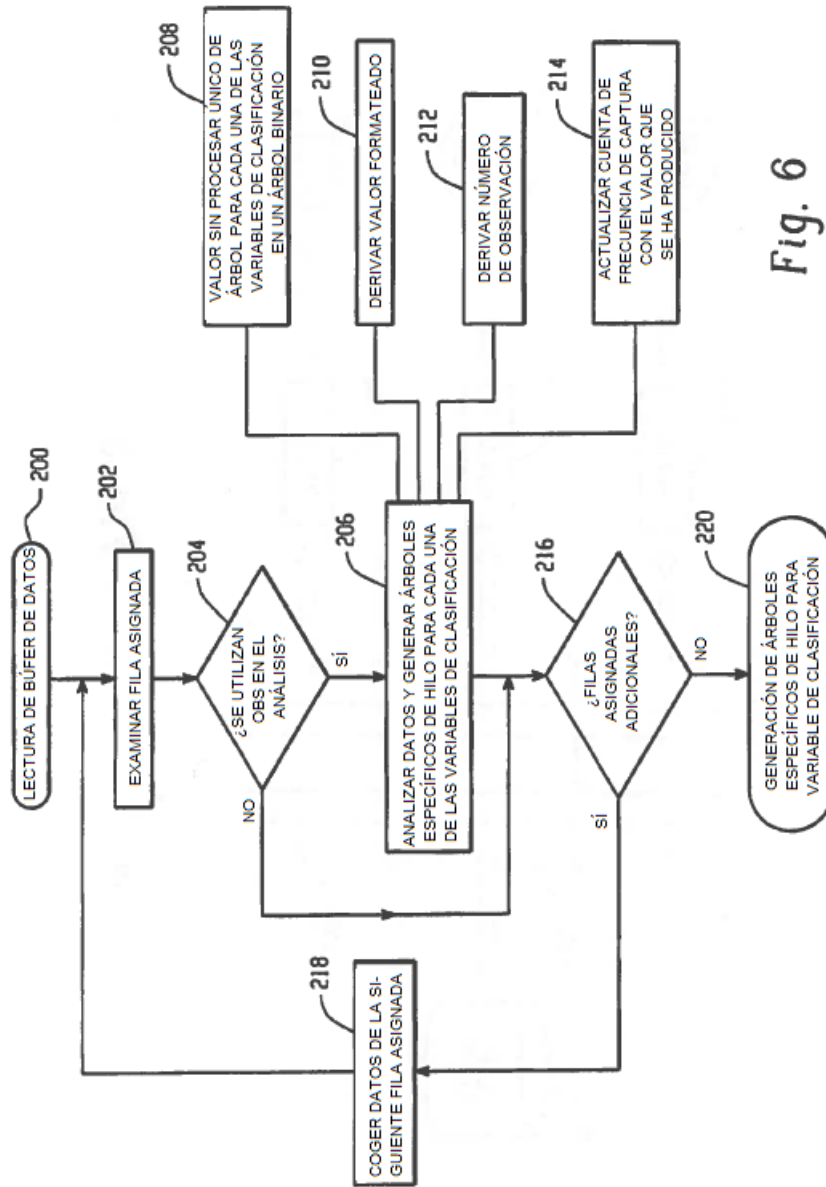 LECTURA DE BÚFER DE DATOS
200
EXAMINAR FILA ASIGNADA
202
¿SE UTILIZAN
OBS EN EL
ANÁLISIS?
204
NO
SÍ
ANALIZAR DATOS Y GENERAR ÁRBOLES
ESPECÍFICOS DE HILO PARA CADA UNA
DE LAS VARIABLES DE CLASIFICACIÓN
206
VALOR SIN PROCESAR ÚNICO DE
ÁRBOL PARA CADA UNA DE LAS
VARIABLES DE CLASIFICACIÓN
EN UN ÁRBOL BINARIO
208
DERIVAR VALOR FORMATEADO
210
DERIVAR NÚMERO
DE OBSERVACIÓN
212
ACTUALIZAR CUENTA DE
FRECUENCIA DE CAPTURA
CON EL VALOR QUE
SE HA PRODUCIDO
214
¿FILAS
ASIGNADAS
ADICIONALES?
216
SÍ
NO
COGER DATOS DE LA SI-
GUIENTE FILA ASIGNADA
218
GENERACIÓN DE ÁRBOLES
ESPECÍFICOS DE HILO PARA
VARIABLE DE CLASIFICACIÓN
220
Fig. 6